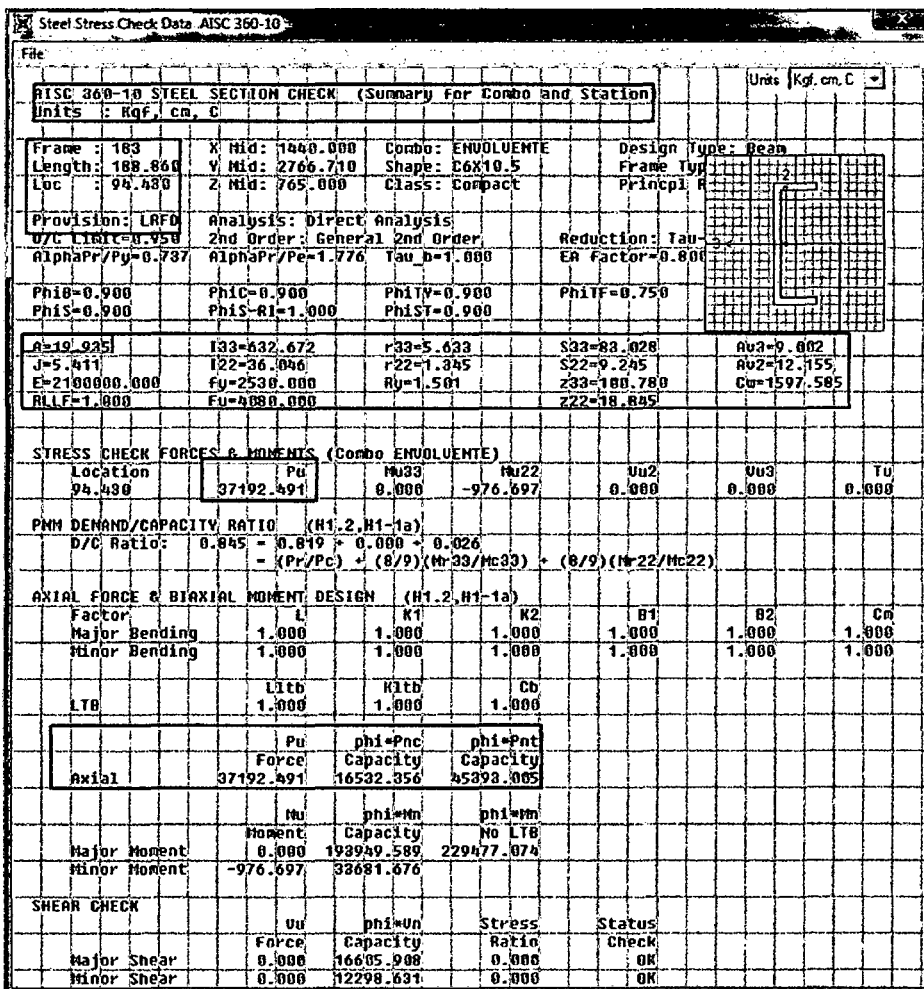 Steel Stress Check Data AISC 360-10
File
Units Kgf, cm, C
AISC 360-10 STEEL SECTION CHECK (Summary for Combo and Station
Units : Kgf, cm, C
Frame : 183 X Mid: 1440.000 Combo: ENVOLVENTE Design Type: Beam
Length: 188.860 Y Mid: 2766.710 Shape: C6X10.5 Frame Typ
Loc : 94.430 Z Mid: 765.000 Class: Compact Princpl R
Provision: LRFD Analysis: Direct Analysis
D/C Limit=0.950 2nd Order: General 2nd Order Reduction: Tau-
AlphaPr/Py=0.737 AlphaPr/Pe=1.776 Tau_b=1.000 EA Factor=0.800
PhiB=0.900 PhiC=0.900 PhiTY=0.900 PhiTF=0.750
PhiS=0.900 PhiS-RI=1.000 PhiST=0.900
A=19.935 I33=632.672 r33=5.633 S33=83.028 Av3=9.002
J=5.411 I22=36.046 r22=1.345 S22=9.245 Av2=12.155
E=2100000.000 fy=2530.000 Ry=1.501 z33=100.780 Cw=1597.585
RLLF=1.000 Fu=4080.000 z22=18.845
STRESS CHECK FORCES & MOMENTS (Combo ENVOLVENTE)
Location Pu Mu33 Mu22 Vu2 Vu3 Tu
94.430 37192.491 0.000 -976.697 0.000 0.000 0.000
PMM DEMAND/CAPACITY RATIO (H1.2,H1-1a)
D/C Ratio: 0.845 = 0.819 + 0.000 + 0.026
= (Pr/Pc) + (8/9)(Mr33/Mc33) + (8/9)(Mr22/Mc22)
AXIAL FORCE & BIAXIAL MOMENT DESIGN (H1.2,H1-1a)
Factor L K1 K2 B1 B2 Cm
Major Bending 1.000 1.000 1.000 1.000 1.000 1.000
Minor Bending 1.000 1.000 1.000 1.000 1.000 1.000
Lltb Kltb Cb
LTB 1.000 1.000 1.000
Pu phi*Pnc phi*Pnt
Force Capacity Capacity
Axial 37192.491 16532.356 45393.005
Mu phi*Mn phi*Mn
Moment Capacity No LTB
Major Moment 0.000 193949.589 229477.074
Minor Moment -976.697 33681.676
SHEAR CHECK
Vu phi*Vn Stress Status
Force Capacity Ratio Check
Major Shear 0.000 16605.908 0.000 OK
Minor Shear 0.000 12298.631 0.000 OK